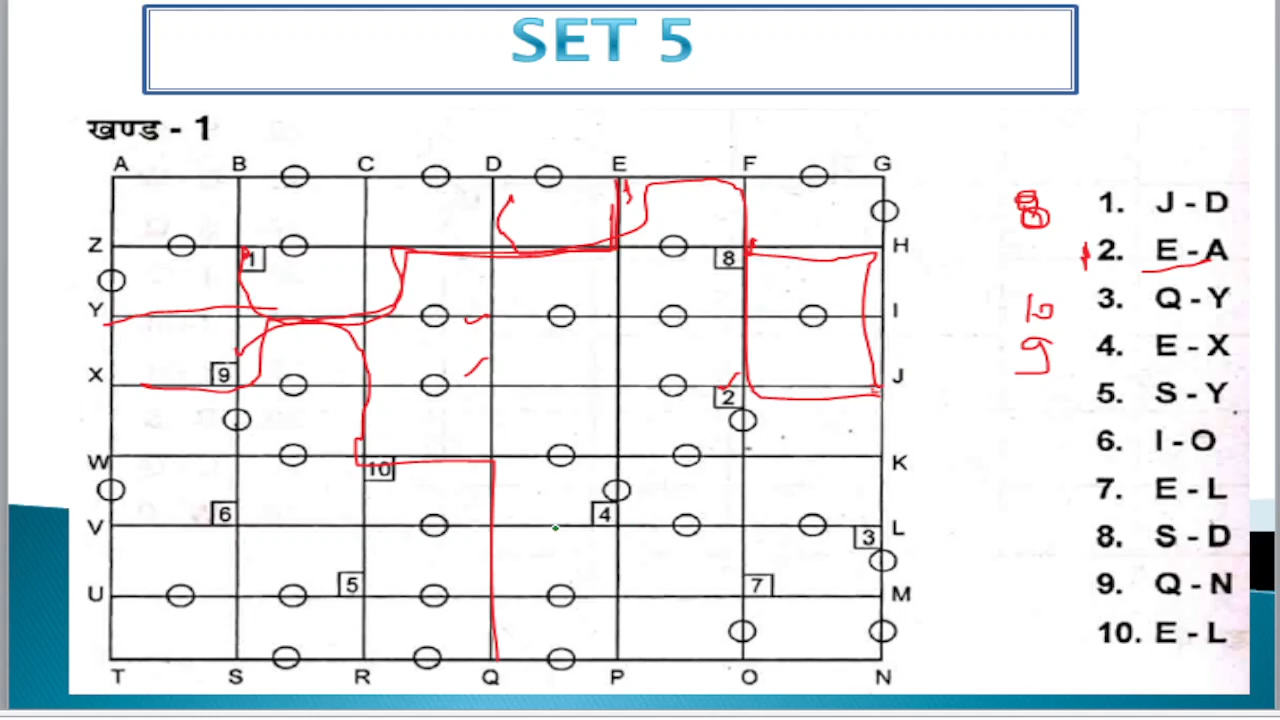 SET 5
खण्ड - 1
A B C D E F G
Z H
1 8
Y I
X 9 J
2
W K
10
6 4
V L
3
5 7
U M
T S R Q P O N
8 1. J - D
2. E - A
3. Q - Y
4. E - X
5. S - Y
6. I - O
7. E - L
8. S - D
9. Q - N
10. E - L